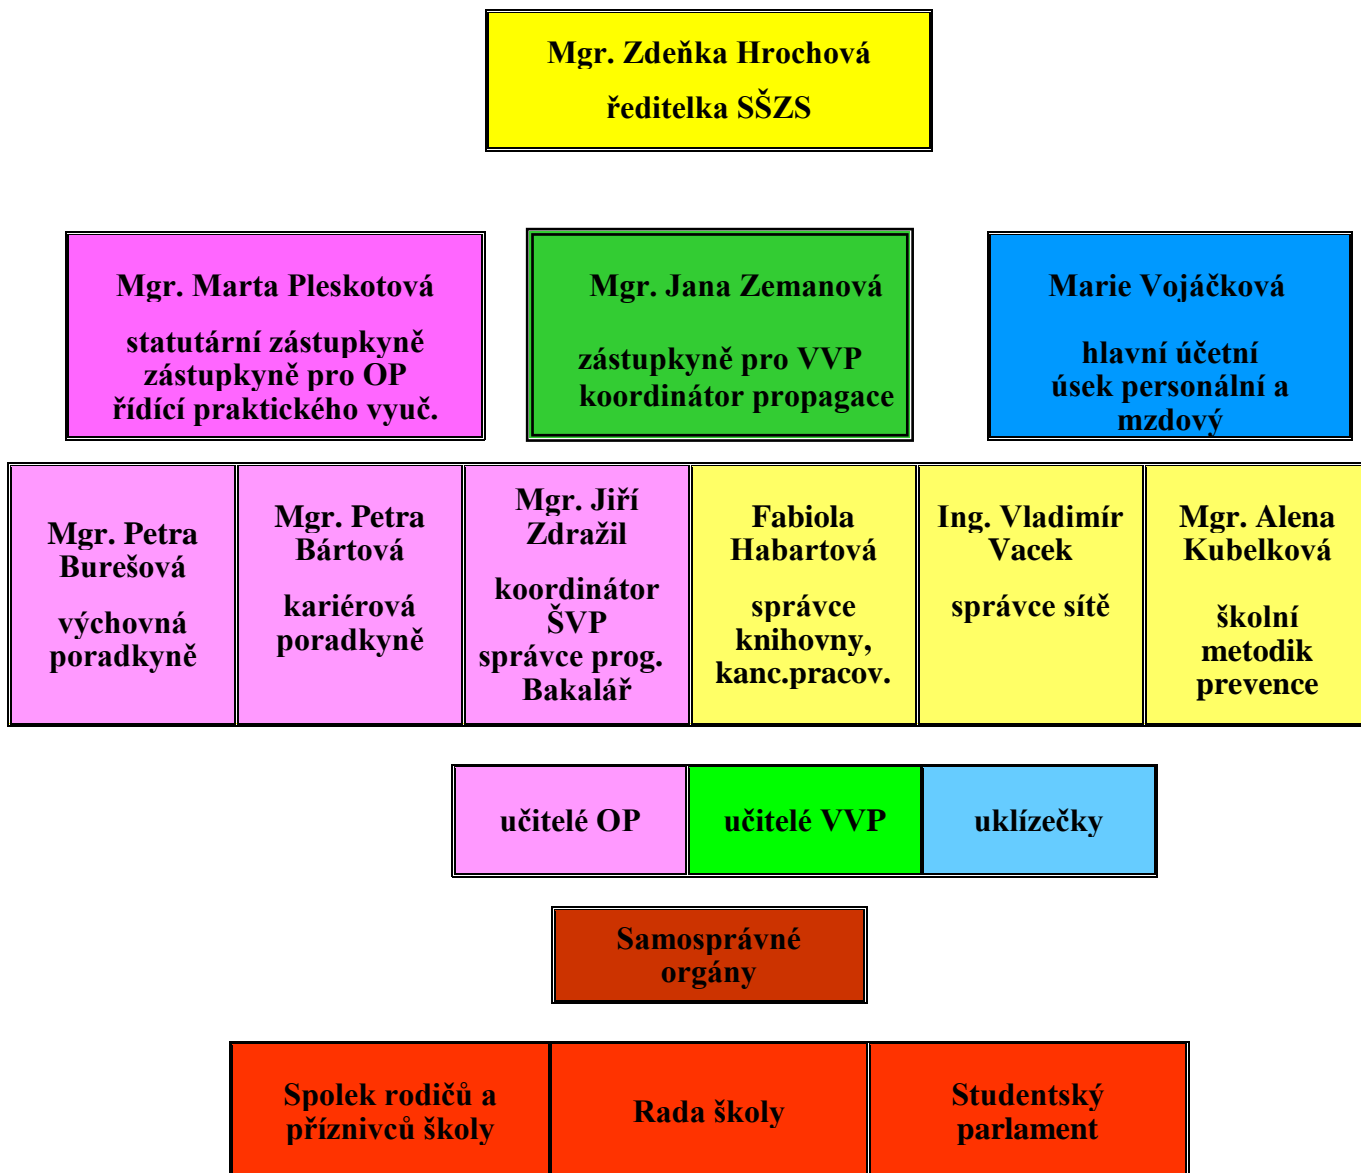 Mgr. Zdeňka Hrochová
ředitelka SŠZS
Mgr. Marta Pleskotová
statutární zástupkyně
zástupkyně pro OP
řídící praktického vyuč.
Mgr. Jana Zemanová
zástupkyně pro VVP
koordinátor propagace
Marie Vojáčková
hlavní účetní
úsek personální a
mzdový
Mgr. Petra
Burešová
výchovná
poradkyně
Mgr. Petra
Bártová
kariérová
poradkyně
Mgr. Jiří
Zdražil
koordinátor
ŠVP
správce prog.
Bakalář
Fabiola
Habartová
správce
knihovny,
kanc.pracov.
Ing. Vladimír
Vacek
správce sítě
Mgr. Alena
Kubelková
školní
metodik
prevence
učitelé OP
učitelé VVP
uklízečky
Samosprávné
orgány
Spolek rodičů a
příznivců školy
Rada školy
Studentský
parlament